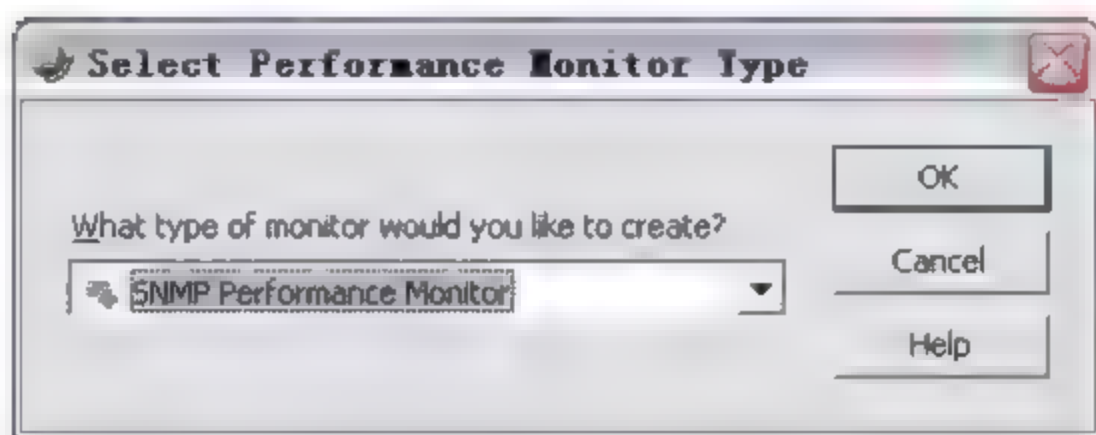 Select Performance Monitor Type
What type of monitor would you like to create?
SNMP Performance Monitor
OK
Cancel
Help